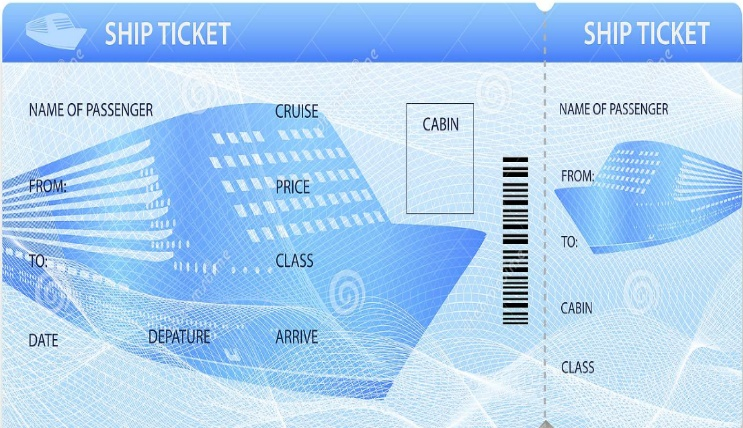 SHIP TICKET
NAME OF PASSENGER
CRUISE
CABIN
FROM:
PRICE
TO:
CLASS
DATE
DEPATURE
ARRIVE
SHIP TICKET
NAME OF PASSENGER
FROM:
TO:
CABIN
CLASS